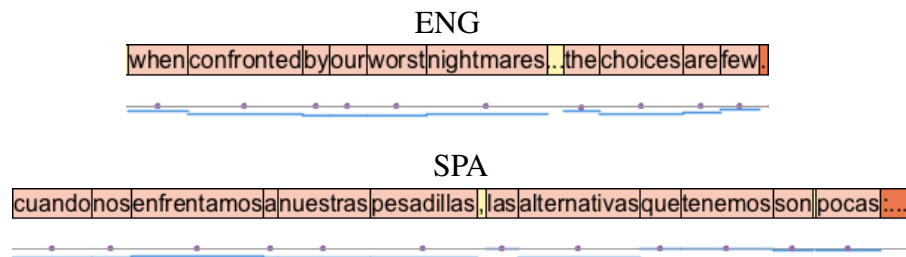 ENG
when confronted by our worst nightmares ... the choices are few .
SPA
cuando nos enfrentamos a nuestras pesadillas , las alternativas que tenemos son pocas :...